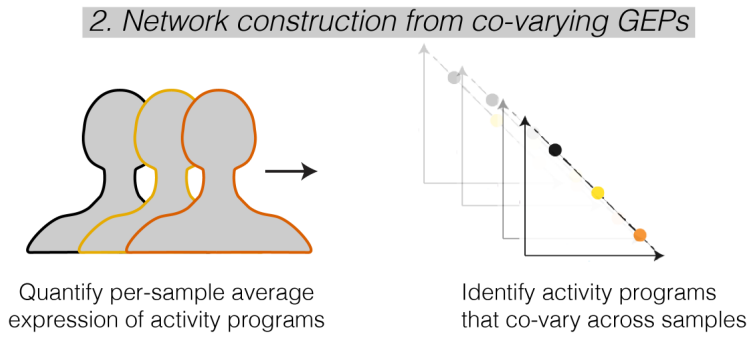 2. Network construction from co-varying GEPs
Quantify per-sample average
expression of activity programs
Identify activity programs
that co-vary across samples